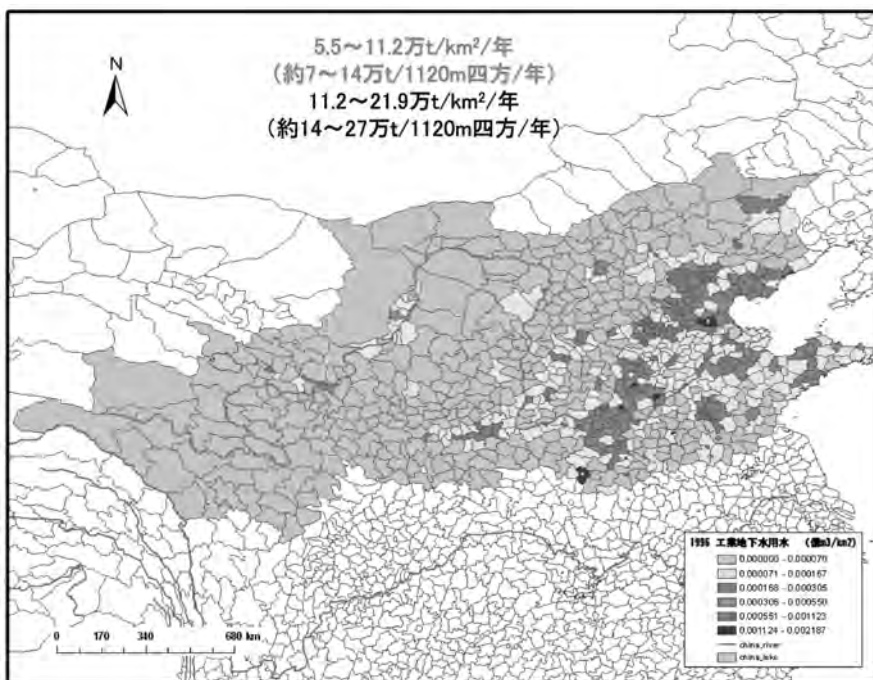 5.5～11.2万t/km²/年
(約7～14万t/1120m四方/年)
11.2～21.9万t/km²/年
(約14～27万t/1120m四方/年)
N
1996 工業地下水用水 (億m3/km2)
0.000000 - 0.000070
0.000071 - 0.000167
0.000168 - 0.000305
0.000306 - 0.000550
0.000551 - 0.001123
0.001124 - 0.002187
china_river
china_lake
0 170 340 680 km